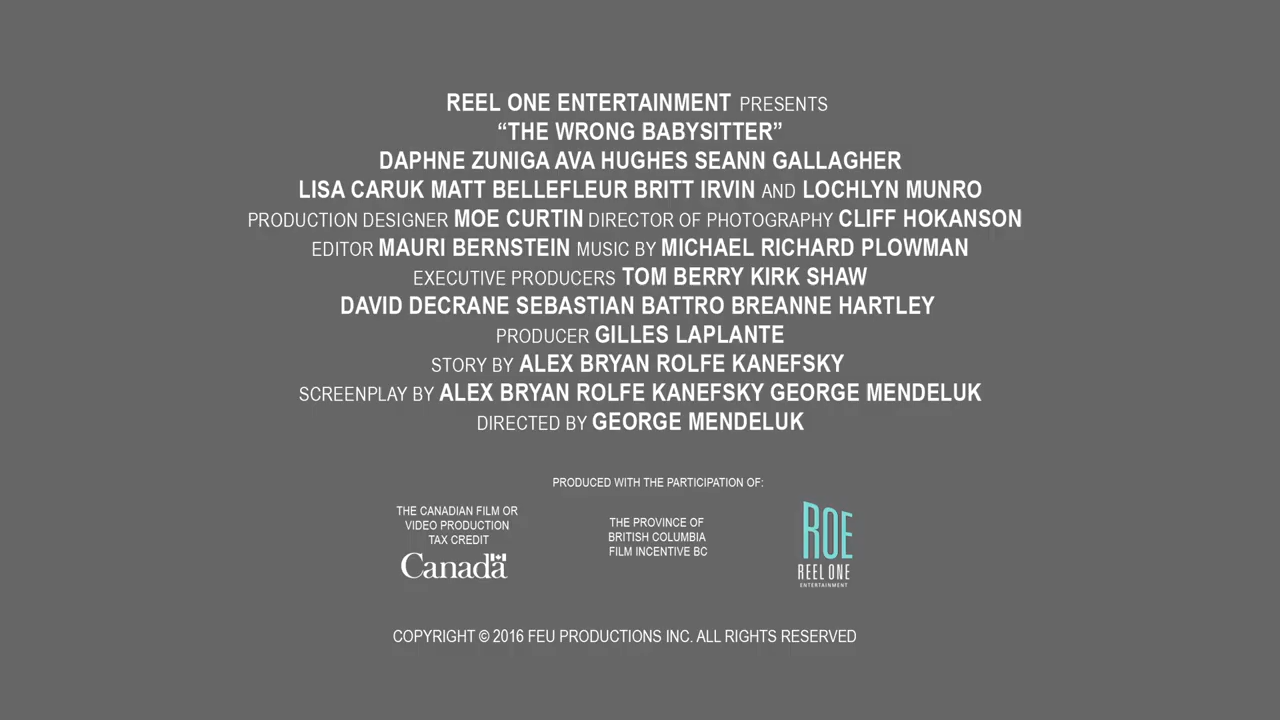 REEL ONE ENTERTAINMENT PRESENTS
“THE WRONG BABYSITTER”
DAPHNE ZUNIGA AVA HUGHES SEANN GALLAGHER
LISA CARUK MATT BELLEFLEUR BRITT IRVIN AND LOCHLYN MUNRO
PRODUCTION DESIGNER MOE CURTIN DIRECTOR OF PHOTOGRAPHY CLIFF HOKANSON
EDITOR MAURI BERNSTEIN MUSIC BY MICHAEL RICHARD PLOWMAN
EXECUTIVE PRODUCERS TOM BERRY KIRK SHAW
DAVID DECRANE SEBASTIAN BATTRO BREANNE HARTLEY
PRODUCER GILLES LAPLANTE
STORY BY ALEX BRYAN ROLFE KANEFSKY
SCREENPLAY BY ALEX BRYAN ROLFE KANEFSKY GEORGE MENDELUK
DIRECTED BY GEORGE MENDELUK
PRODUCED WITH THE PARTICIPATION OF:
THE CANADIAN FILM OR
VIDEO PRODUCTION
TAX CREDIT
Canada
THE PROVINCE OF
BRITISH COLUMBIA
FILM INCENTIVE BC
ROE
REEL ONE
ENTERTAINMENT
COPYRIGHT © 2016 FEU PRODUCTIONS INC. ALL RIGHTS RESERVED